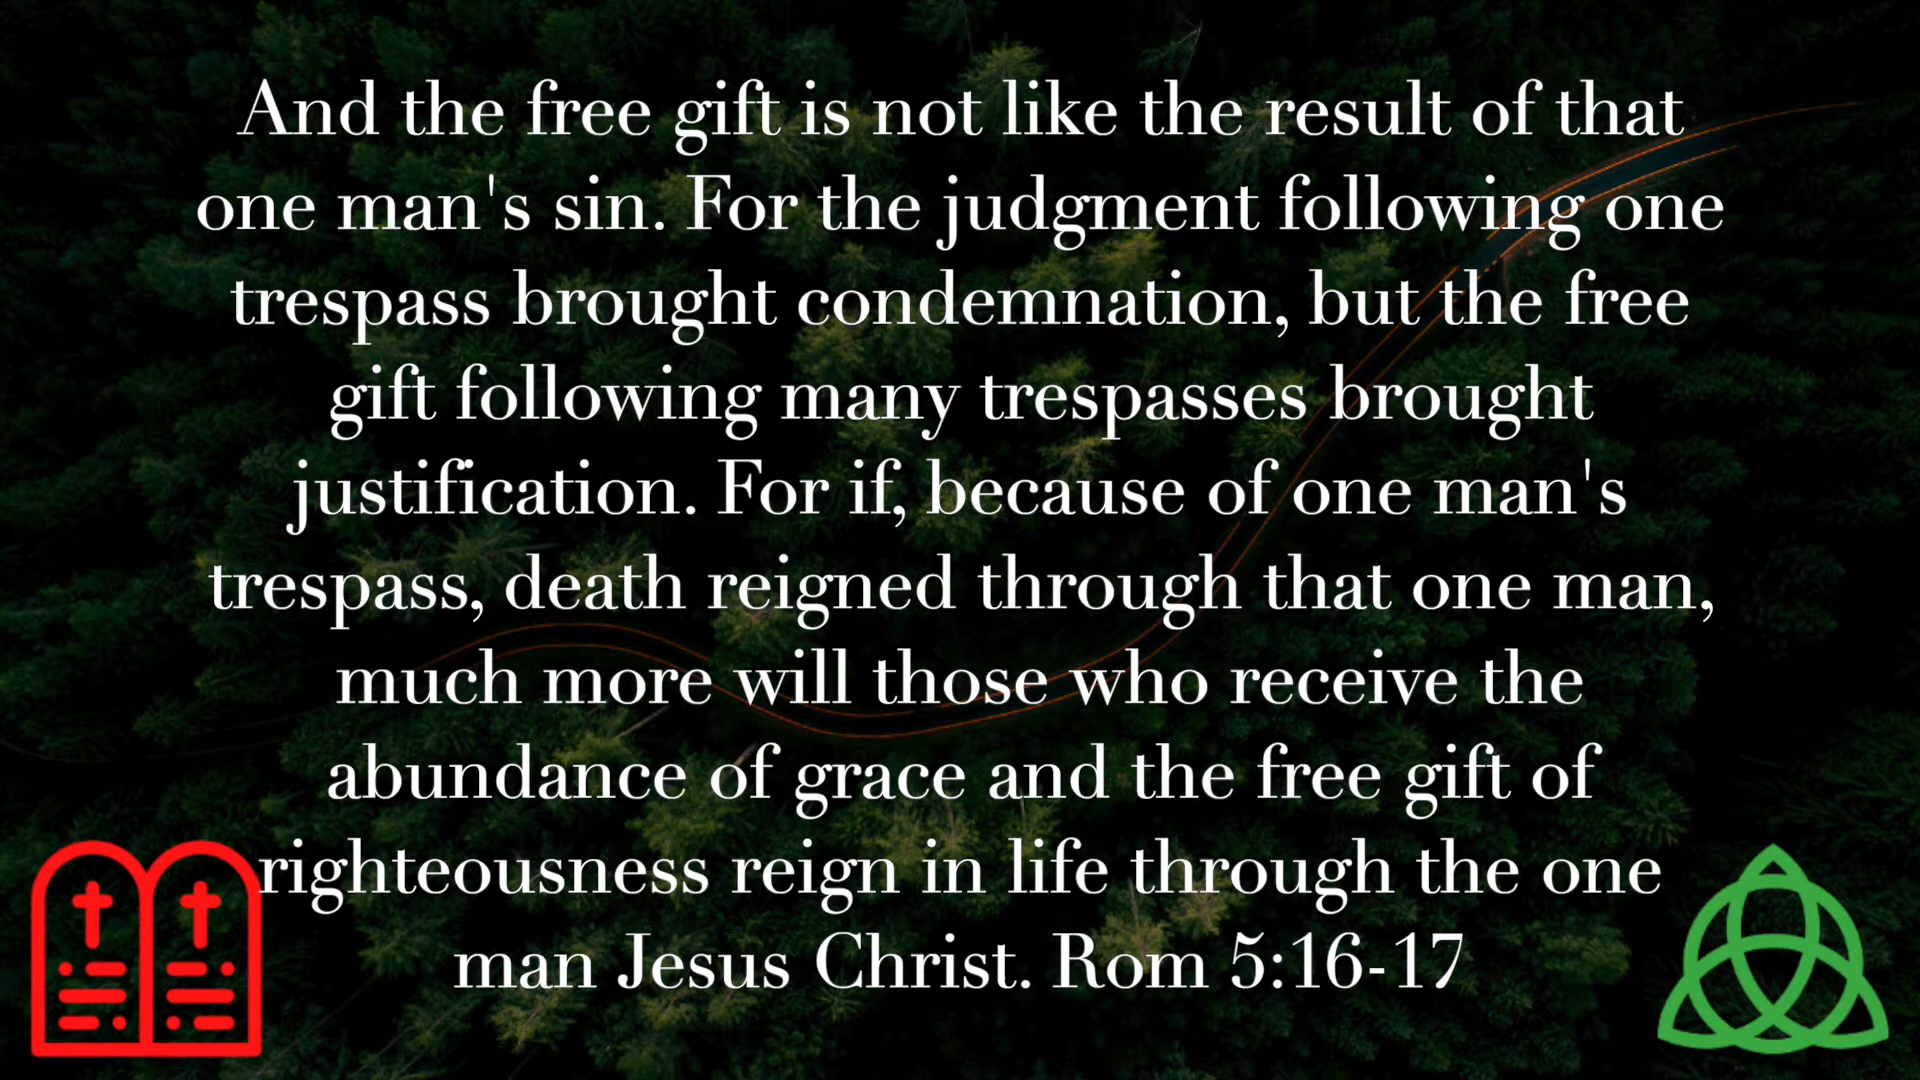 And the free gift is not like the result of that
one man's sin. For the judgment following one
trespass brought condemnation, but the free
gift following many trespasses brought
justification. For if, because of one man's
trespass, death reigned through that one man,
much more will those who receive the
abundance of grace and the free gift of
righteousness reign in life through the one
man Jesus Christ. Rom 5:16-17